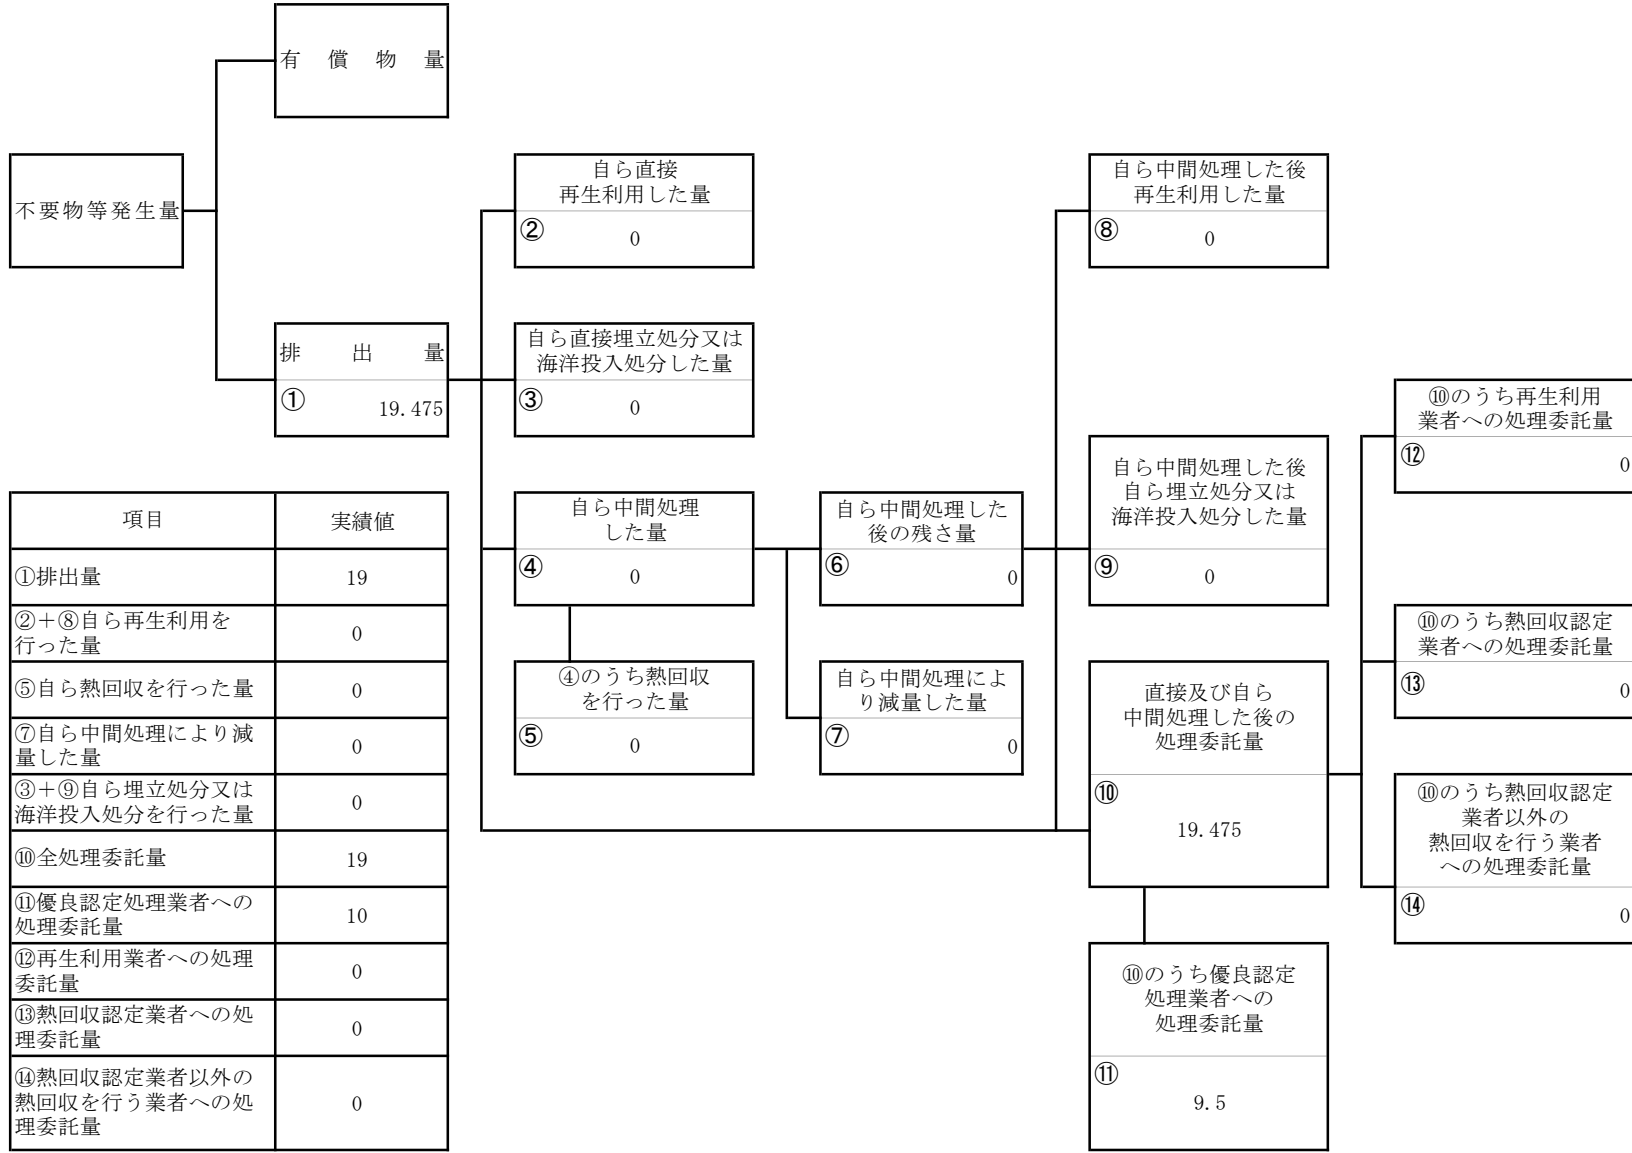 有償物量
不要物等発生量
排出量
①
19.475
自ら直接
再生利用した量
②
0
自ら直接埋立処分又は
海洋投入処分した量
③
0
自ら中間処理
した量
④
0
④のうち熱回収
を行った量
⑤
0
自ら中間処理した
後の残さ量
⑥
0
自ら中間処理によ
り減量した量
⑦
0
自ら中間処理した後
再生利用した量
⑧
0
自ら中間処理した後
自ら埋立処分又は
海洋投入処分した量
⑨
0
直接及び自ら
中間処理した後の
処理委託量
⑩
19.475
⑩のうち優良認定
処理業者への
処理委託量
⑪
9.5
⑩のうち再生利用
業者への処理委託量
⑫
0
⑩のうち熱回収認定
業者への処理委託量
⑬
0
⑩のうち熱回収認定
業者以外の
熱回収を行う業者
への処理委託量
⑭
0
項目 実績値
①排出量 19
②+⑧自ら再生利用を
行った量 0
⑤自ら熱回収を行った量 0
⑦自ら中間処理により減
量した量 0
③+⑨自ら埋立処分又は
海洋投入処分を行った量 0
⑩全処理委託量 19
⑪優良認定処理業者への
処理委託量 10
⑫再生利用業者への処理
委託量 0
⑬熱回収認定業者への処
理委託量 0
⑭熱回収認定業者以外の
熱回収を行う業者への処
理委託量 0